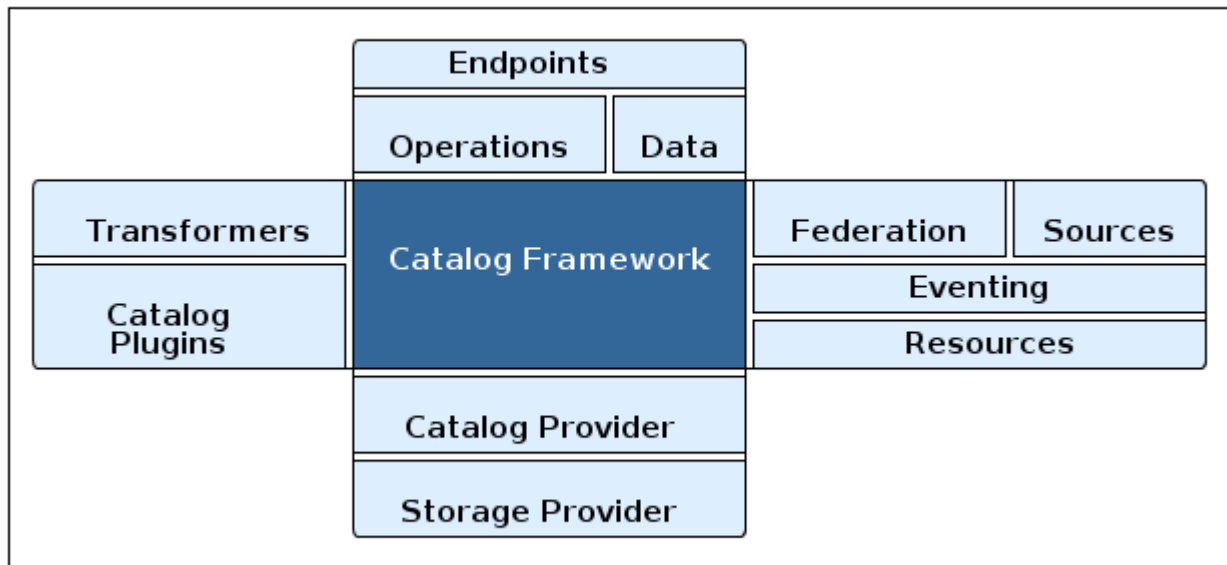 Endpoints
Operations
Data
Transformers
Catalog Framework
Federation
Sources
Eventing
Catalog
Plugins
Resources
Catalog Provider
Storage Provider